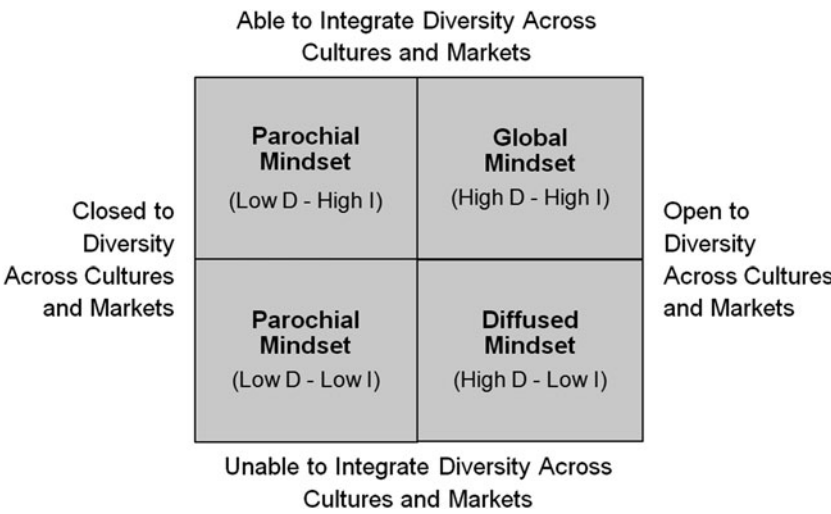 Able to Integrate Diversity Across
Cultures and Markets
Parochial
Mindset
(Low D - High I)
Global
Mindset
(High D - High I)
Closed to
Diversity
Across Cultures
and Markets
Open to
Diversity
Across Cultures
and Markets
Parochial
Mindset
(Low D - Low I)
Diffused
Mindset
(High D - Low I)
Unable to Integrate Diversity Across
Cultures and Markets